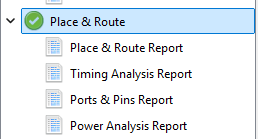 Place & Route
Place & Route Report
Timing Analysis Report
Ports & Pins Report
Power Analysis Report